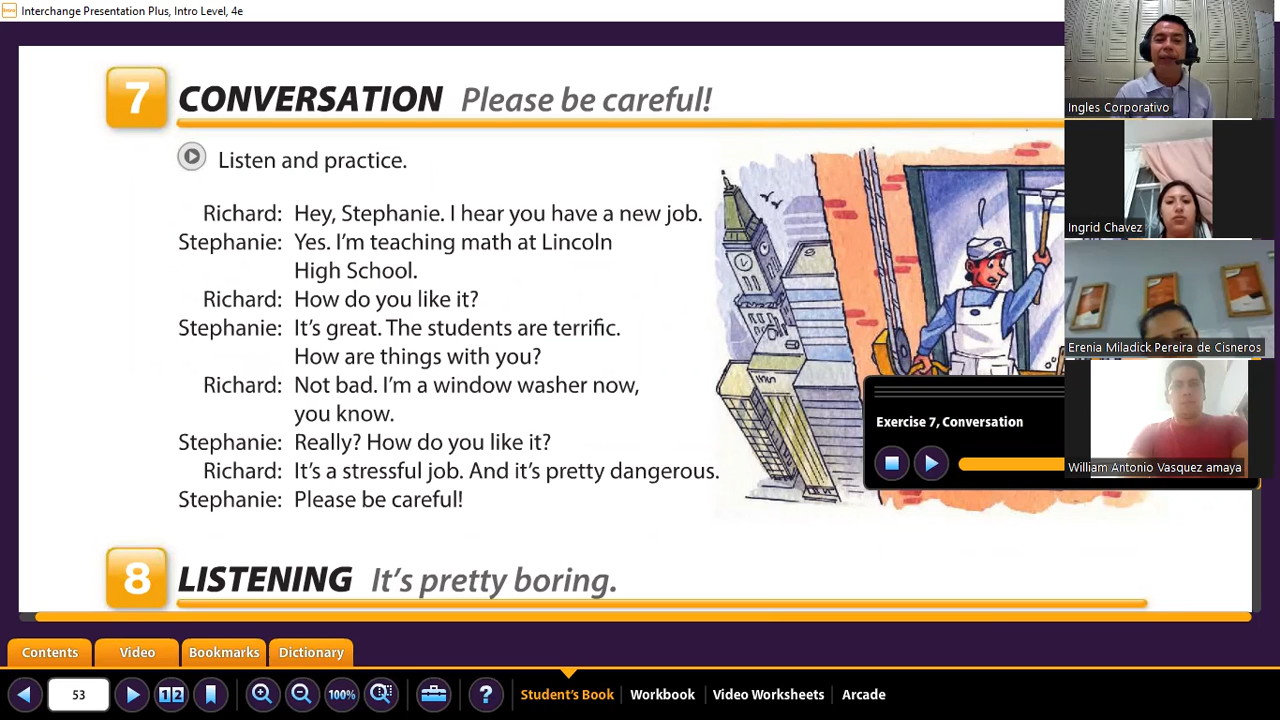 Interchange Presentation Plus, Intro Level, 4e
7 CONVERSATION Please be careful!
Listen and practice.
Richard: Hey, Stephanie. I hear you have a new job.
Stephanie: Yes. I'm teaching math at Lincoln
High School.
Richard: How do you like it?
Stephanie: It's great. The students are terrific.
How are things with you?
Richard: Not bad. I'm a window washer now,
you know.
Stephanie: Really? How do you like it?
Richard: It's a stressful job. And it's pretty dangerous.
Stephanie: Please be careful!
8 LISTENING It's pretty boring.
Exercise 7, Conversation
Ingles Corporativo
Ingrid Chavez
Erenia Miladick Pereira de Cisneros
William Antonio Vasquez amaya
Contents Video Bookmarks Dictionary
53 1 2 100% ? Student's Book Workbook Video Worksheets Arcade